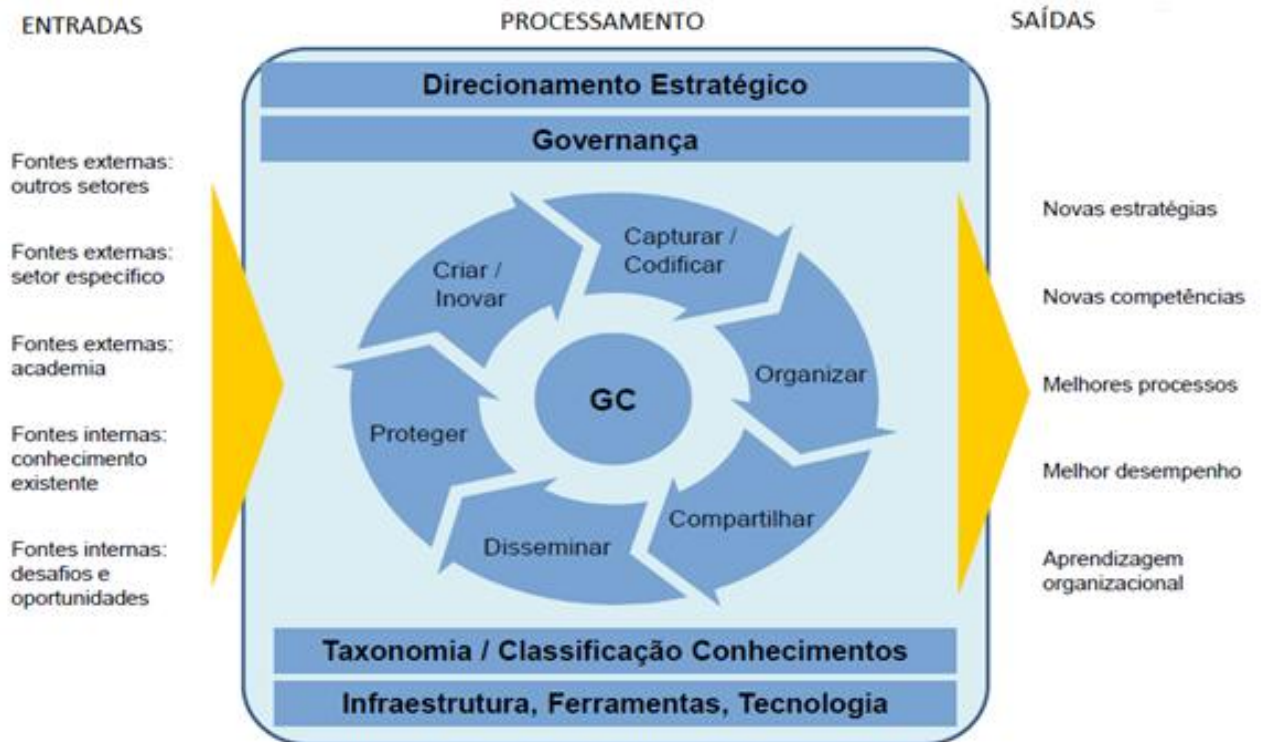 ENTRADAS
PROCESSAMENTO
SAÍDAS
Direcionamento Estratégico
Governança
Fontes externas:
outros setores
Fontes externas:
setor específico
Fontes externas:
academia
Fontes internas:
conhecimento
existente
Fontes internas:
desafios e
oportunidades
Criar /
Inovar
Capturar /
Codificar
Organizar
Compartilhar
Disseminar
Proteger
GC
Taxonomia / Classificação Conhecimentos
Infraestrutura, Ferramentas, Tecnologia
Novas estratégias
Novas competências
Melhores processos
Melhor desempenho
Aprendizagem
organizacional